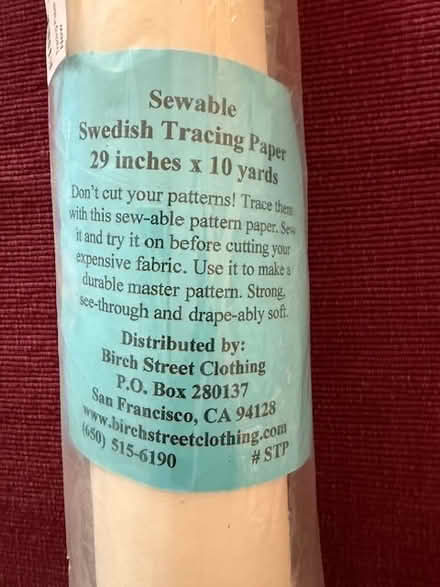 Sewable
Swedish Tracing Paper
29 inches x 10 yards
Don't cut your patterns! Trace them
with this sew-able pattern paper. Sew
it and try it on before cutting your
expensive fabric. Use it to make a
durable master pattern. Strong,
see-through and drape-ably soft.
Distributed by:
Birch Street Clothing
P.O. Box 280137
San Francisco, CA 94128
www.birchstreetclothing.com
(650) 515-6190
# STP